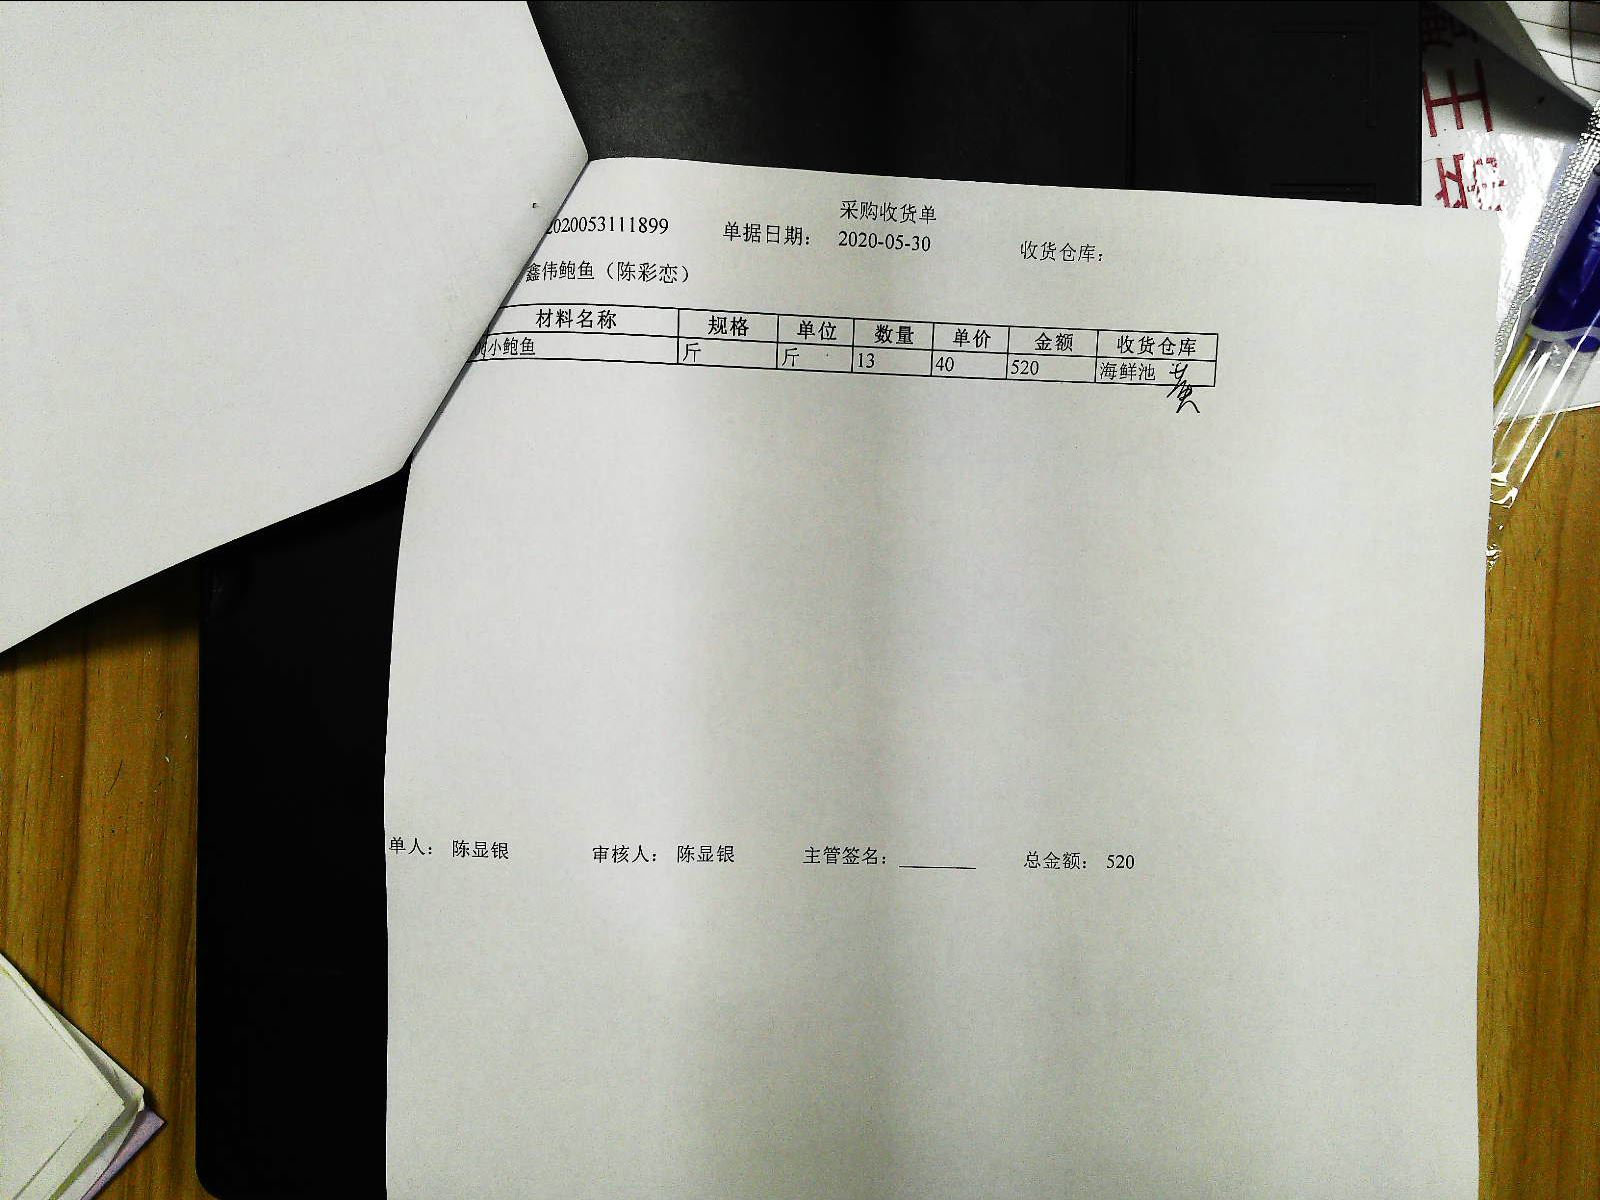 采购收货单
2020053111899 单据日期： 2020-05-30 收货仓库：
鑫伟鲍鱼（陈彩恋）
材料名称 规格 单位 数量 单价 金额 收货仓库
小鲍鱼 斤 斤 13 40 520 海鲜池
单人： 陈显银 审核人： 陈显银 主管签名：________ 总金额： 520